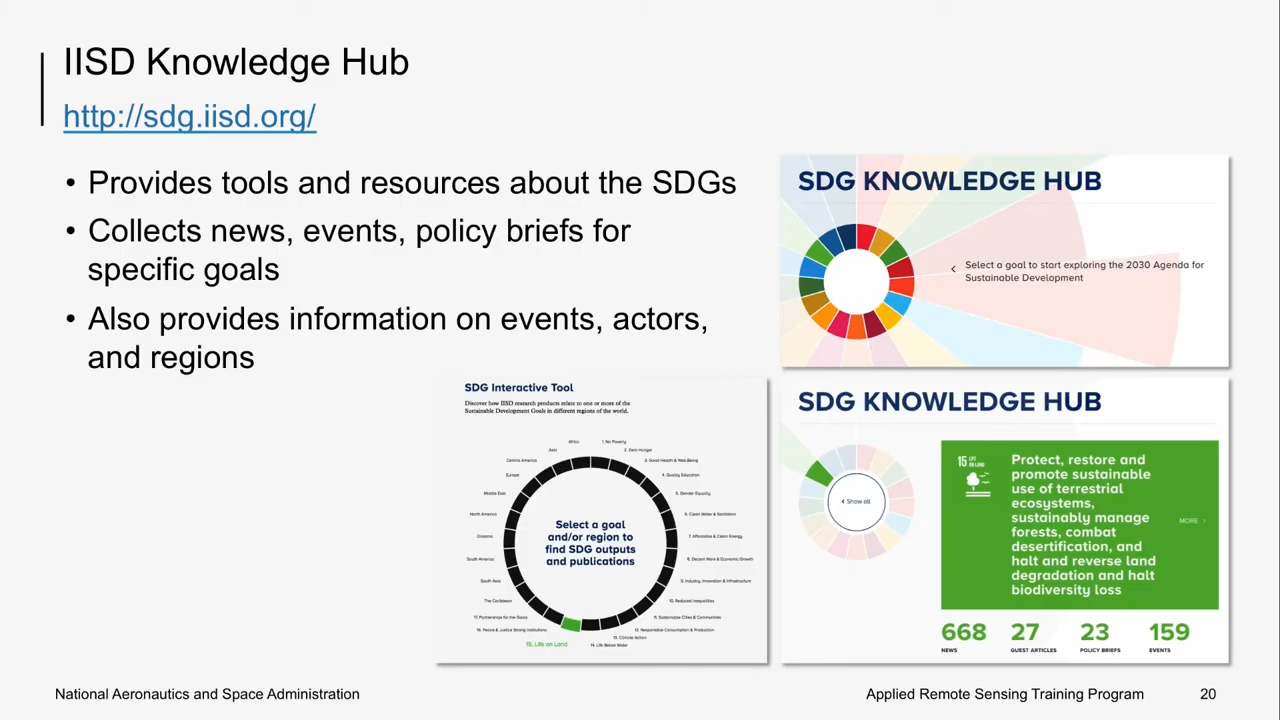 IISD Knowledge Hub
http://sdg.iisd.org/
• Provides tools and resources about the SDGs
• Collects news, events, policy briefs for
specific goals
• Also provides information on events, actors,
and regions
SDG KNOWLEDGE HUB
‹ Select a goal to start exploring the 2030 Agenda for
Sustainable Development
SDG Interactive Tool
Discover how IISD research products relate to one or more of the
Sustainable Development Goals in different regions of the world.
Africa
Asia
Central America
Europe
Middle East
North America
Oceania
South America
South Asia
The Caribbean
17. Partnerships for the Goals
16. Peace & Justice Strong Institutions
15. Life on Land
1. No Poverty
2. Zero Hunger
3. Good Health & Well-Being
4. Quality Education
5. Gender Equality
6. Clean Water & Sanitation
7. Affordable & Clean Energy
8. Decent Work & Economic Growth
9. Industry, Innovation & Infrastructure
10. Reduced Inequalities
11. Sustainable Cities & Communities
12. Responsible Consumption & Production
13. Climate Action
14. Life Below Water
Select a goal
and/or region to
find SDG outputs
and publications
SDG KNOWLEDGE HUB
‹ Show all
15 LIFE
ON LAND
Protect, restore and
promote sustainable
use of terrestrial
ecosystems,
sustainably manage
forests, combat
desertification, and
halt and reverse land
degradation and halt
biodiversity loss
MORE ›
668 27 23 159
NEWS GUEST ARTICLES POLICY BRIEFS EVENTS
National Aeronautics and Space Administration
Applied Remote Sensing Training Program 20